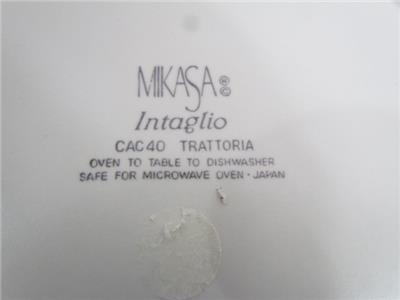 MIKASA ® ©
Intaglio
CAC40 TRATTORIA
OVEN TO TABLE TO DISHWASHER
SAFE FOR MICROWAVE OVEN · JAPAN